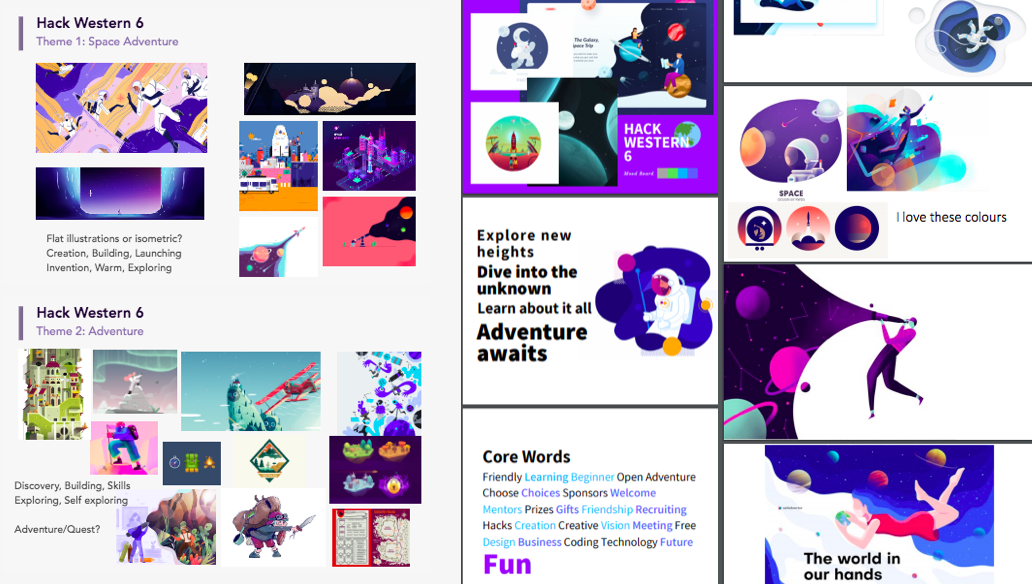 Hack Western 6
Theme 1: Space Adventure
Flat illustrations or isometric?
Creation, Building, Launching
Invention, Warm, Exploring
Hack Western 6
Theme 2: Adventure
Discovery, Building, Skills
Exploring, Self exploring
Adventure/Quest?
The Galaxy.
Space Trip
HACK
WESTERN
6
Mood Board
Explore new
heights
Dive into the
unknown
Learn about it all
Adventure
awaits
Core Words
Friendly Learning Beginner Open Adventure
Choose Choices Sponsors Welcome
Mentors Prizes Gifts Friendship Recruiting
Hacks Creation Creative Vision Meeting Free
Design Business Coding Technology Future
Fun
SPACE
I love these colours
The world in
our hands